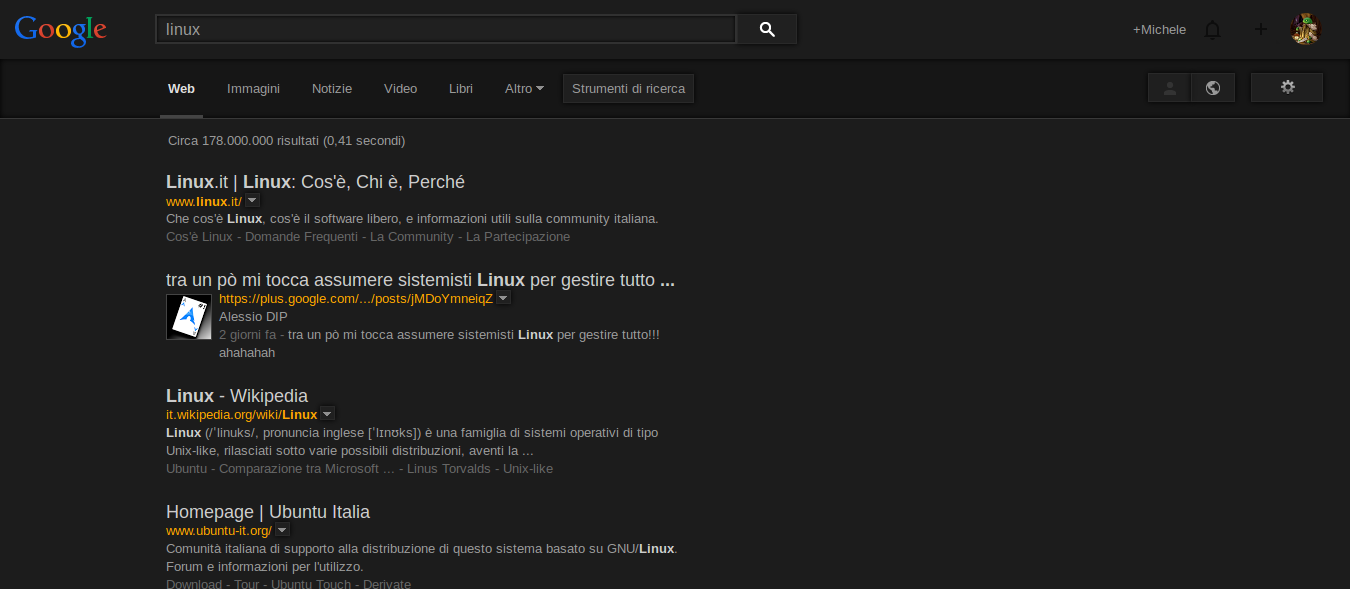 Google
linux
+Michele
Web Immagini Notizie Video Libri Altro Strumenti di ricerca
Circa 178.000.000 risultati (0,41 secondi)
Linux.it | Linux: Cos'è, Chi è, Perché
www.linux.it/
Che cos'è Linux, cos'è il software libero, e informazioni utili sulla community italiana.
Cos'è Linux - Domande Frequenti - La Community - La Partecipazione
tra un pò mi tocca assumere sistemisti Linux per gestire tutto ...
https://plus.google.com/.../posts/jMDoYmneiqZ
Alessio DIP
2 giorni fa - tra un pò mi tocca assumere sistemisti Linux per gestire tutto!!!
ahahahah
Linux - Wikipedia
it.wikipedia.org/wiki/Linux
Linux (/ˈlinuks/, pronuncia inglese [ˈlɪnʊks]) è una famiglia di sistemi operativi di tipo
Unix-like, rilasciati sotto varie possibili distribuzioni, aventi la ...
Ubuntu - Comparazione tra Microsoft ... - Linus Torvalds - Unix-like
Homepage | Ubuntu Italia
www.ubuntu-it.org/
Comunità italiana di supporto alla distribuzione di questo sistema basato su GNU/Linux.
Forum e informazioni per l'utilizzo.
Download - Tour - Ubuntu Touch - Derivate